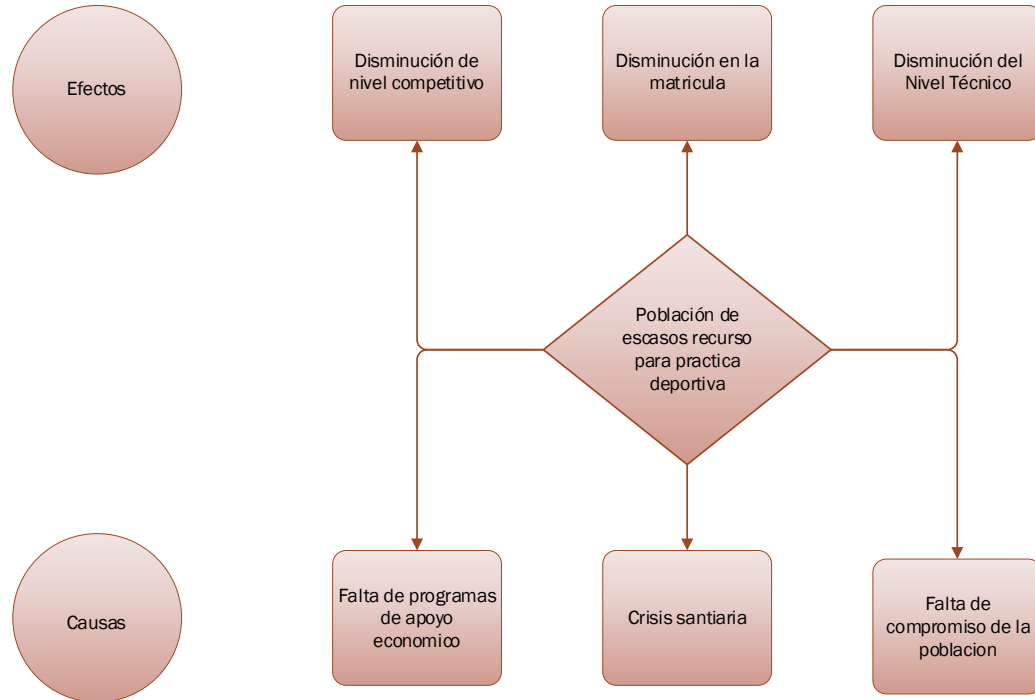 Efectos
Disminución de
nivel competitivo
Disminución en la
matricula
Disminución del
Nivel Técnico
Población de
escasos recurso
para practica
deportiva
Causas
Falta de programas
de apoyo
economico
Crisis santiaria
Falta de
compromiso de la
poblacion